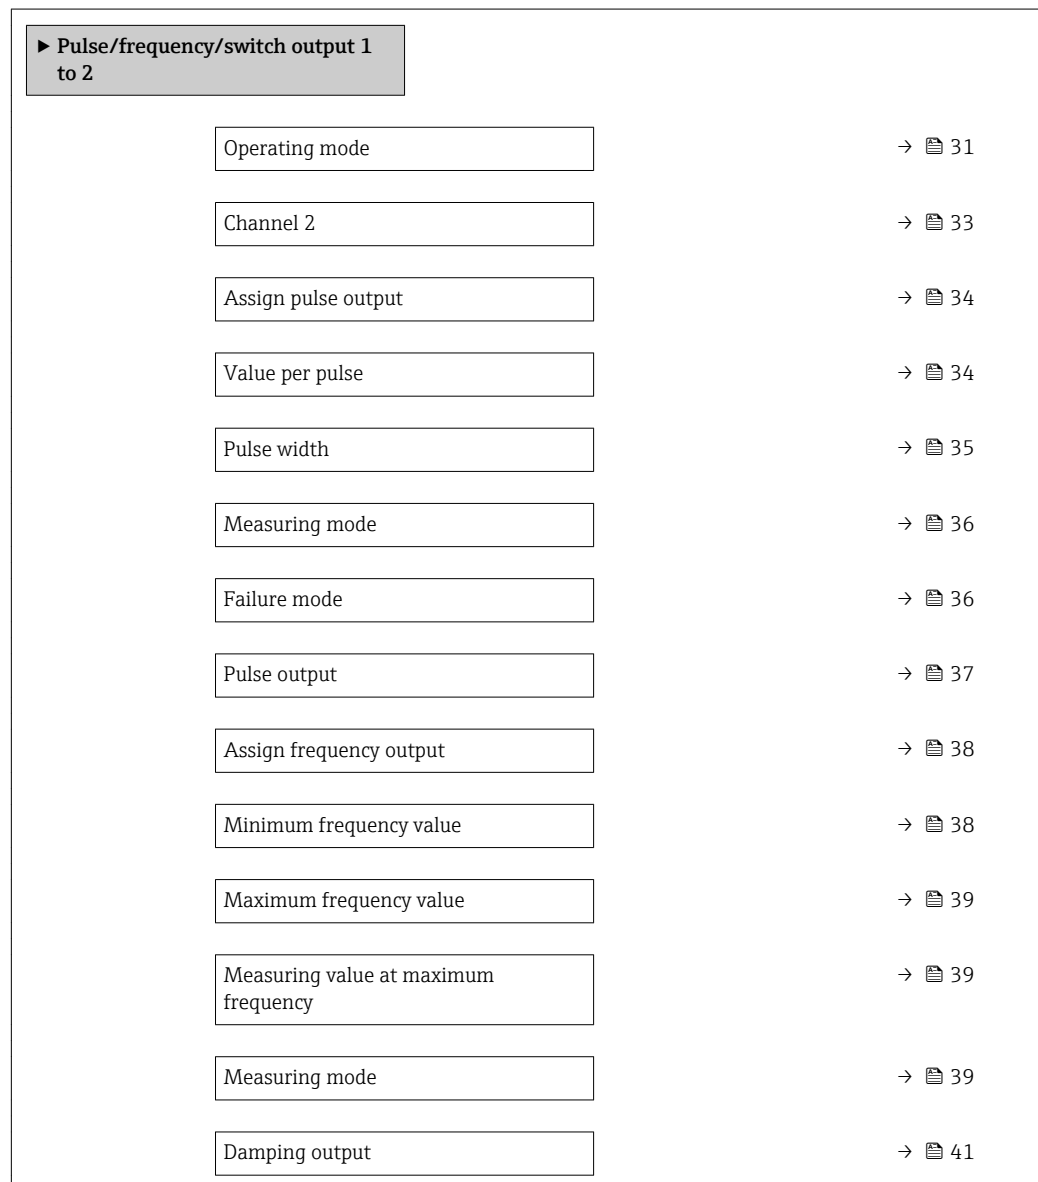 ▶ Pulse/frequency/switch output 1
to 2
Operating mode → 31
Channel 2 → 33
Assign pulse output → 34
Value per pulse → 34
Pulse width → 35
Measuring mode → 36
Failure mode → 36
Pulse output → 37
Assign frequency output → 38
Minimum frequency value → 38
Maximum frequency value → 39
Measuring value at maximum → 39
frequency
Measuring mode → 39
Damping output → 41